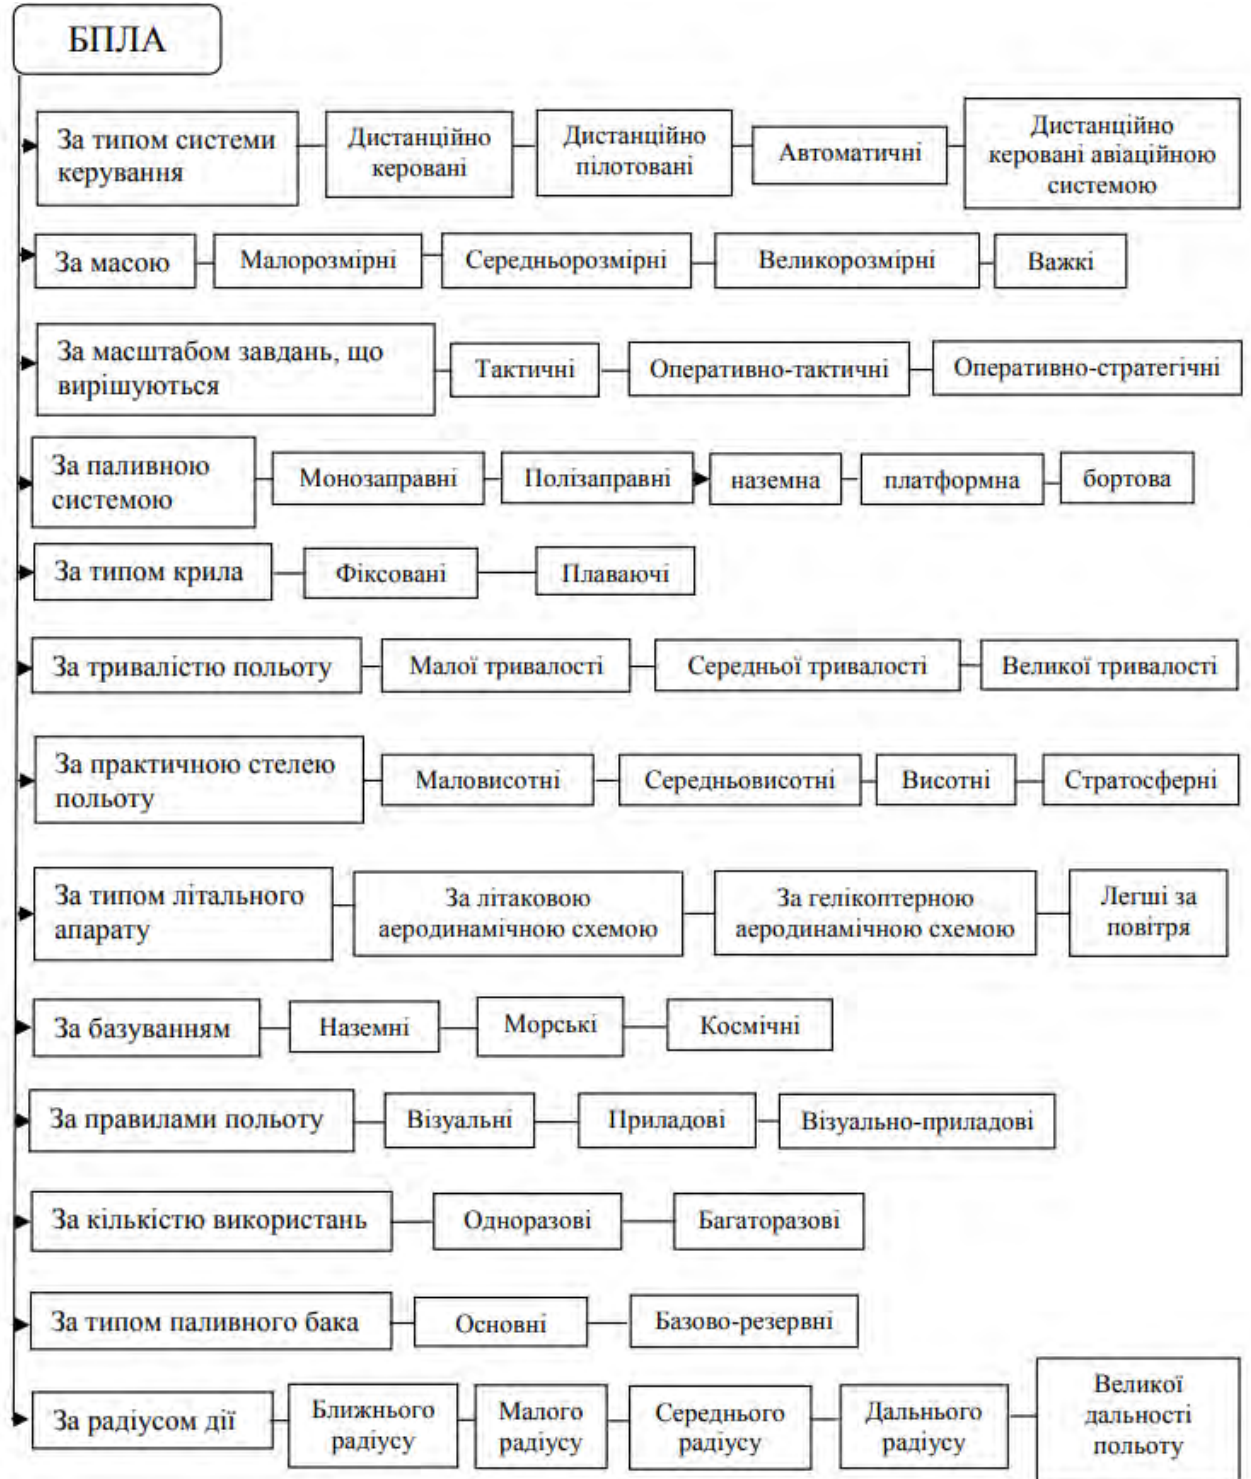 БПЛА
За типом системи
керування
Дистанційно
керовані
Дистанційно
пілотовані
Автоматичні
Дистанційно
керовані авіаційною
системою
За масою
Малорозмірні
Середньорозмірні
Великорозмірні
Важкі
За масштабом завдань, що
вирішуються
Тактичні
Оперативно-тактичні
Оперативно-стратегічні
За паливною
системою
Монозаправні
Полізаправні
наземна
платформна
бортова
За типом крила
Фіксовані
Плаваючі
За тривалістю польоту
Малої тривалості
Середньої тривалості
Великої тривалості
За практичною стелею
польоту
Маловисотні
Середньовисотні
Висотні
Стратосферні
За типом літального
апарату
За літаковою
аеродинамічною схемою
За гелікоптерною
аеродинамічною схемою
Легші за
повітря
За базуванням
Наземні
Морські
Космічні
За правилами польоту
Візуальні
Приладові
Візуально-приладові
За кількістю використань
Одноразові
Багаторазові
За типом паливного бака
Основні
Базово-резервні
За радіусом дії
Ближнього
радіусу
Малого
радіусу
Середнього
радіусу
Дальнього
радіусу
Великої
дальності
польоту